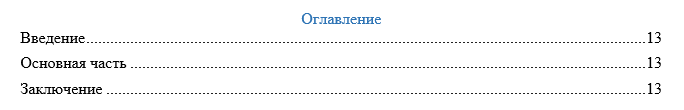 Оглавление
Введение.......................................................................................................................................13
Основная часть ............................................................................................................................13
Заключение ..................................................................................................................................13